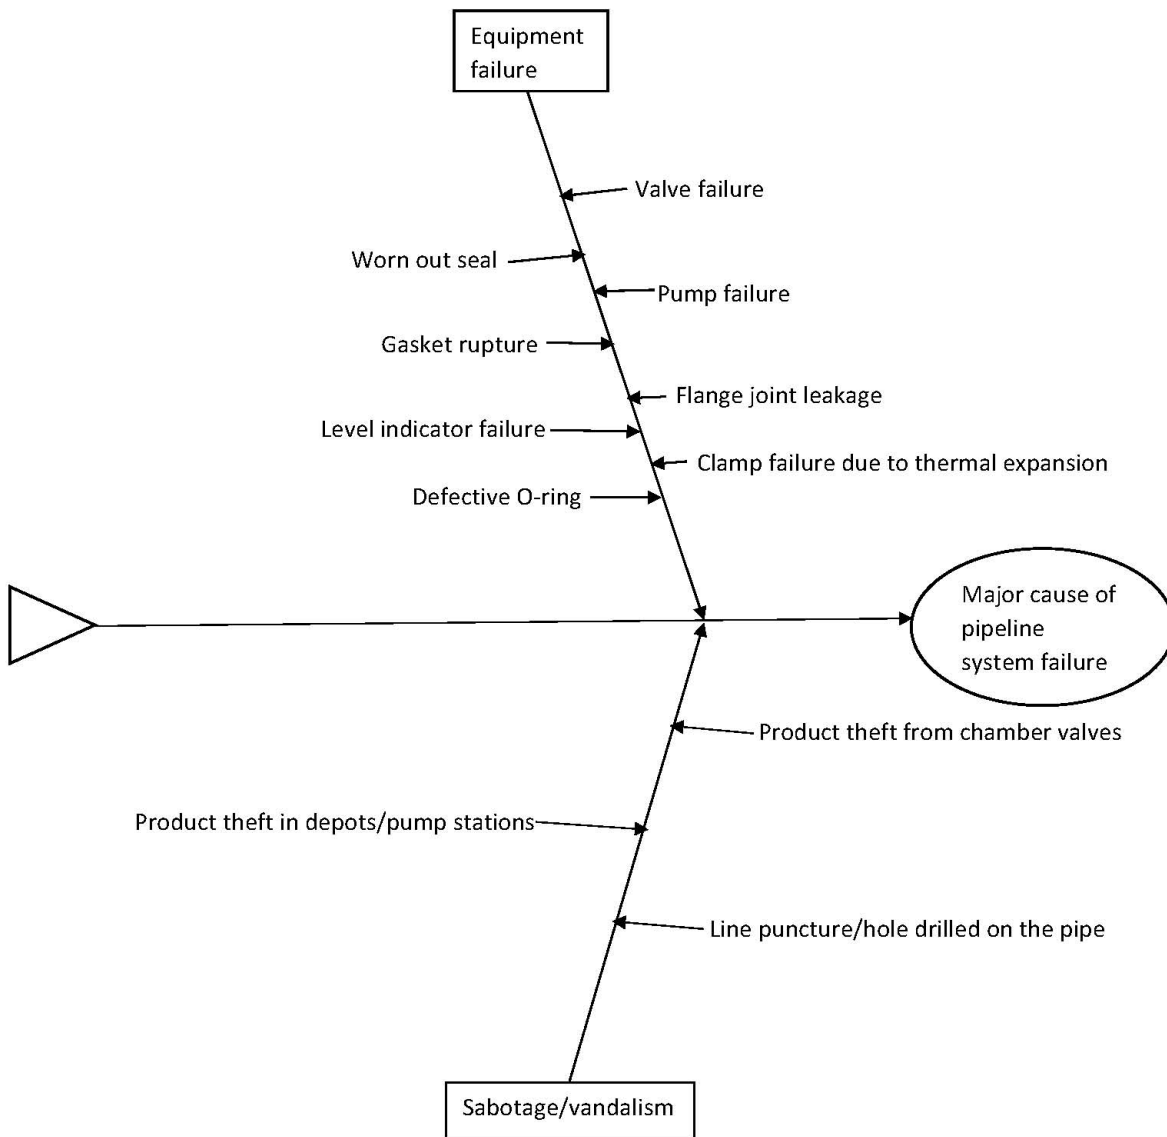 Equipment
failure
Valve failure
Worn out seal
Pump failure
Gasket rupture
Flange joint leakage
Level indicator failure
Clamp failure due to thermal expansion
Defective O-ring
Major cause of
pipeline
system failure
Product theft from chamber valves
Product theft in depots/pump stations
Line puncture/hole drilled on the pipe
Sabotage/vandalism